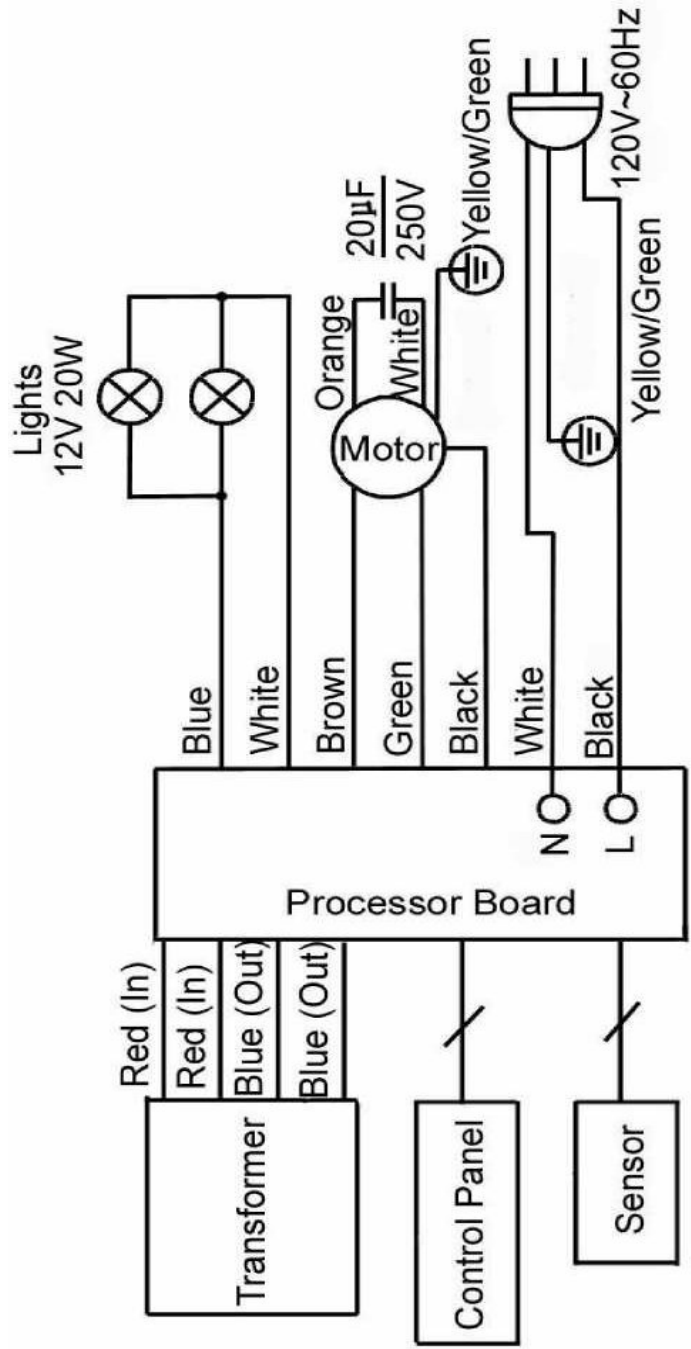 Lights
12V 20W
Orange
White
20µF
250V
Motor
Yellow/Green
Yellow/Green
120V~60Hz
Blue
White
Brown
Green
Black
White
Black
N
L
Processor Board
Red (In)
Red (In)
Blue (Out)
Blue (Out)
Transformer
Control Panel
Sensor